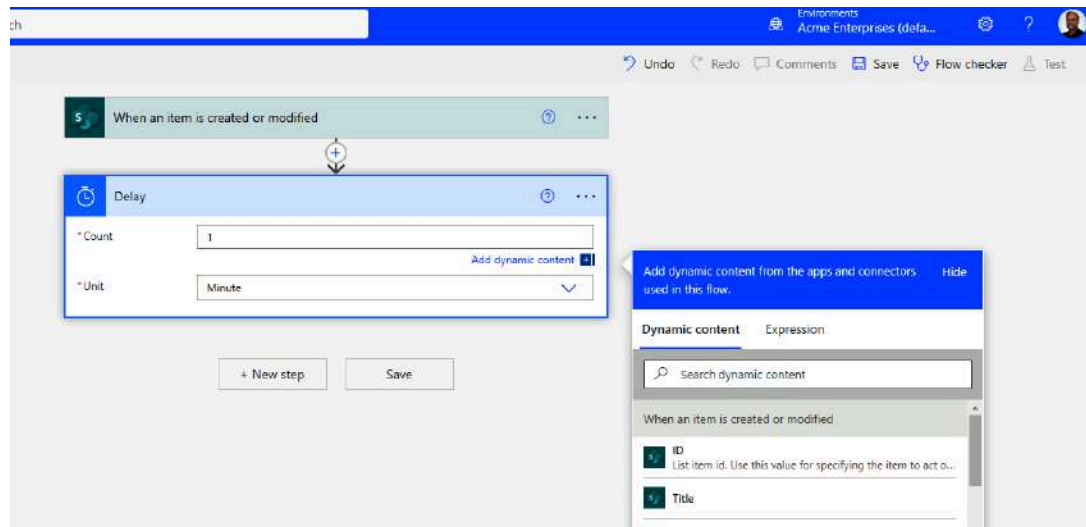 ch
Environments
Acme Enterprises (defa...
?
Undo Redo Comments Save Flow checker Test
When an item is created or modified
Delay
*Count
1
Add dynamic content
*Unit
Minute
+ New step
Save
Add dynamic content from the apps and connectors
used in this flow.
Hide
Dynamic content
Expression
Search dynamic content
When an item is created or modified
ID
List item id. Use this value for specifying the item to act o...
Title